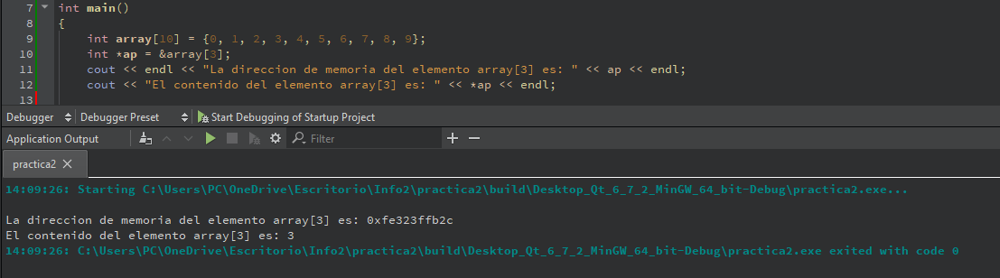 7 int main()
8 {
9 int array[10] = {0, 1, 2, 3, 4, 5, 6, 7, 8, 9};
10 int *ap = &array[3];
11 cout << endl << "La direccion de memoria del elemento array[3] es: " << ap << endl;
12 cout << "El contenido del elemento array[3] es: " << *ap << endl;
13
Debugger Debugger Preset Start Debugging of Startup Project
Application Output Filter
practica2
14:09:26: Starting C:\Users\PC\OneDrive\Escritorio\Info2\practica2\build\Desktop_Qt_6_7_2_MinGW_64_bit-Debug\practica2.exe...
La direccion de memoria del elemento array[3] es: 0xfe323ffb2c
El contenido del elemento array[3] es: 3
14:09:26: C:\Users\PC\OneDrive\Escritorio\Info2\practica2\build\Desktop_Qt_6_7_2_MinGW_64_bit-Debug\practica2.exe exited with code 0